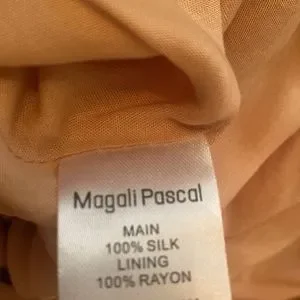 Magali Pascal
MAIN
100% SILK
LINING
100% RAYON